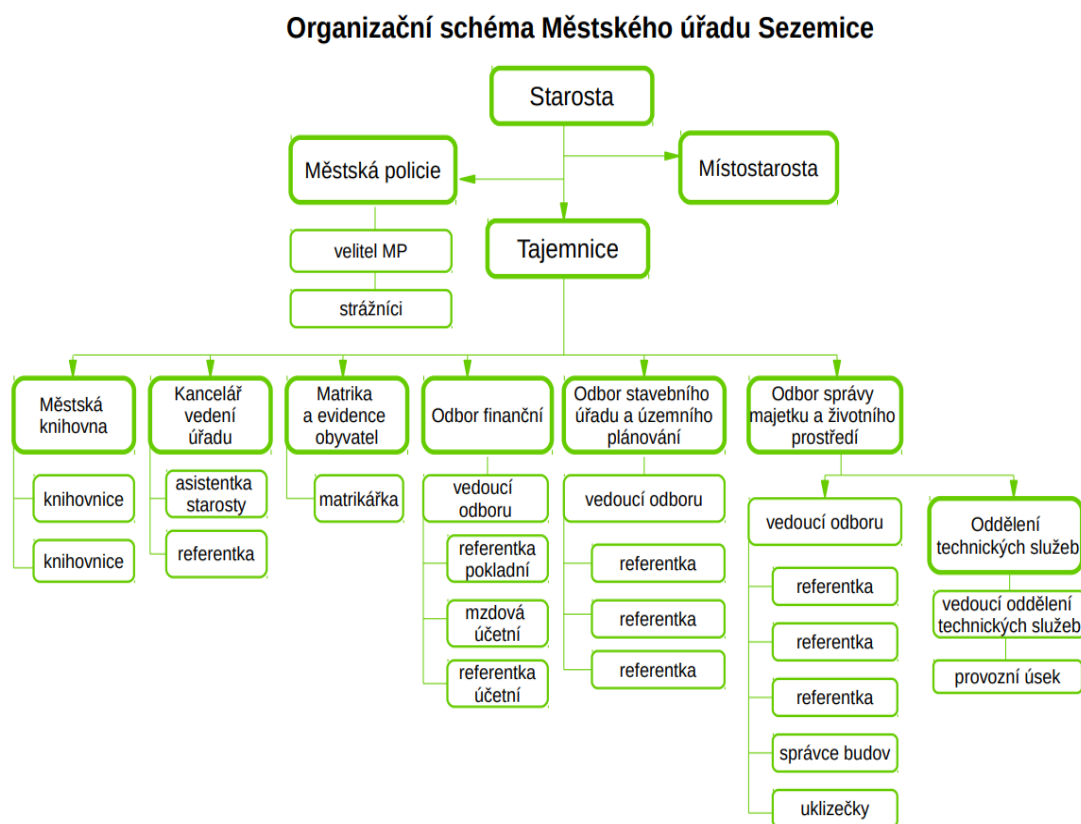 Organizační schéma Městského úřadu Sezemice
Starosta
Městská policie
Místostarosta
velitel MP
Tajemnice
strážníci
Městská
knihovna
knihovnice
knihovnice
Kancelář
vedení
úřadu
asistentka
starosty
referentka
Matrika
a evidence
obyvatel
matrikářka
Odbor finanční
vedoucí
odboru
referentka
pokladní
mzdová
účetní
referentka
účetní
Odbor stavebního
úřadu a územního
plánování
vedoucí odboru
referentka
referentka
referentka
Odbor správy
majetku a životního
prostředí
vedoucí odboru
referentka
referentka
referentka
správce budov
uklizečky
Oddělení
technických služeb
vedoucí oddělení
technických služeb
provozní úsek